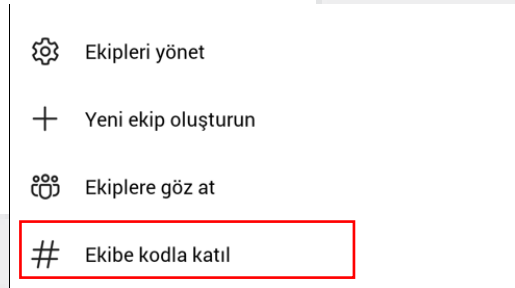 Ekipleri yönet
Yeni ekip oluşturun
Ekiplere göz at
Ekibe kodla katıl